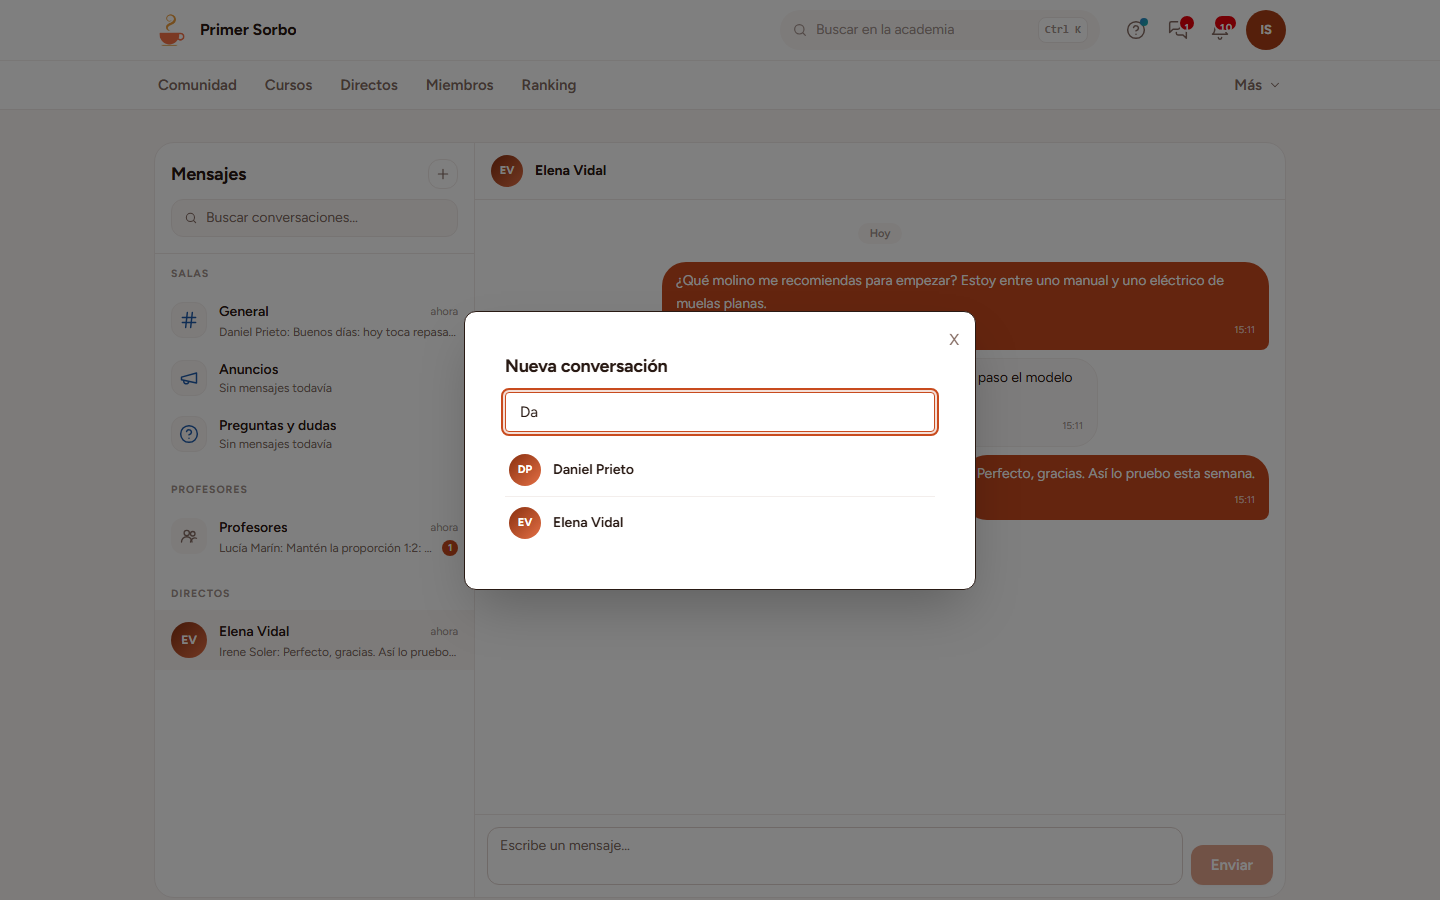 Primer Sorbo
Buscar en la academia
Ctrl K
1
10
IS
Comunidad
Cursos
Directos
Miembros
Ranking
Más
Mensajes
Buscar conversaciones...
SALAS
General
ahora
Daniel Prieto: Buenos días: hoy toca repasa...
Anuncios
Sin mensajes todavía
Preguntas y dudas
Sin mensajes todavía
PROFESORES
Profesores
ahora
Lucía Marín: Mantén la proporción 1:2: ...
1
DIRECTOS
EV
Elena Vidal
ahora
Irene Soler: Perfecto, gracias. Así lo pruebo...
EV
Elena Vidal
Hoy
¿Qué molino me recomiendas para empezar? Estoy entre uno manual y uno eléctrico de
muelas planas.
15:11
paso el modelo
15:11
Perfecto, gracias. Así lo pruebo esta semana.
15:11
X
Nueva conversación
Da
DP
Daniel Prieto
EV
Elena Vidal
Escribe un mensaje...
Enviar